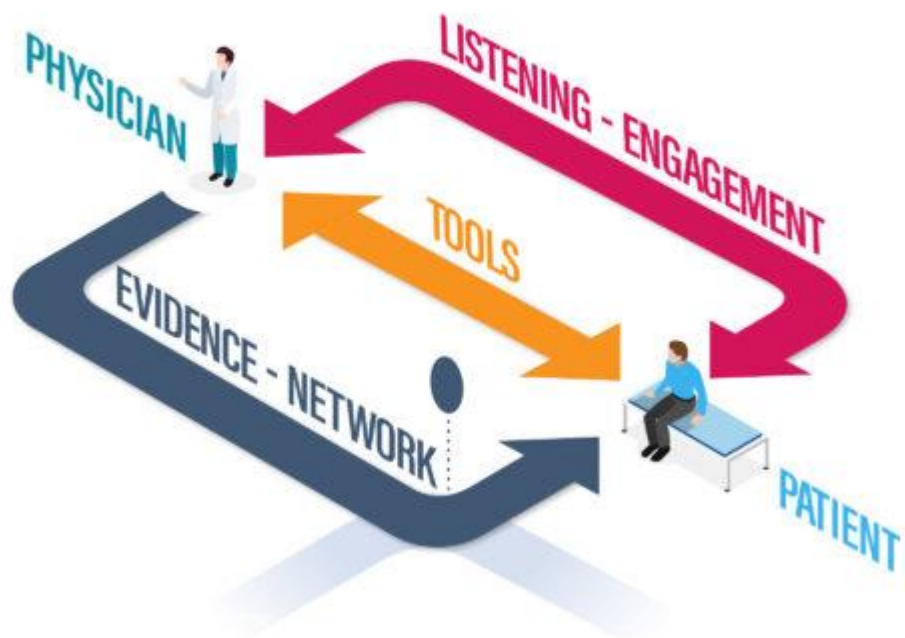 PHYSICIAN
LISTENING - ENGAGEMENT
TOOLS
EVIDENCE - NETWORK
PATIENT